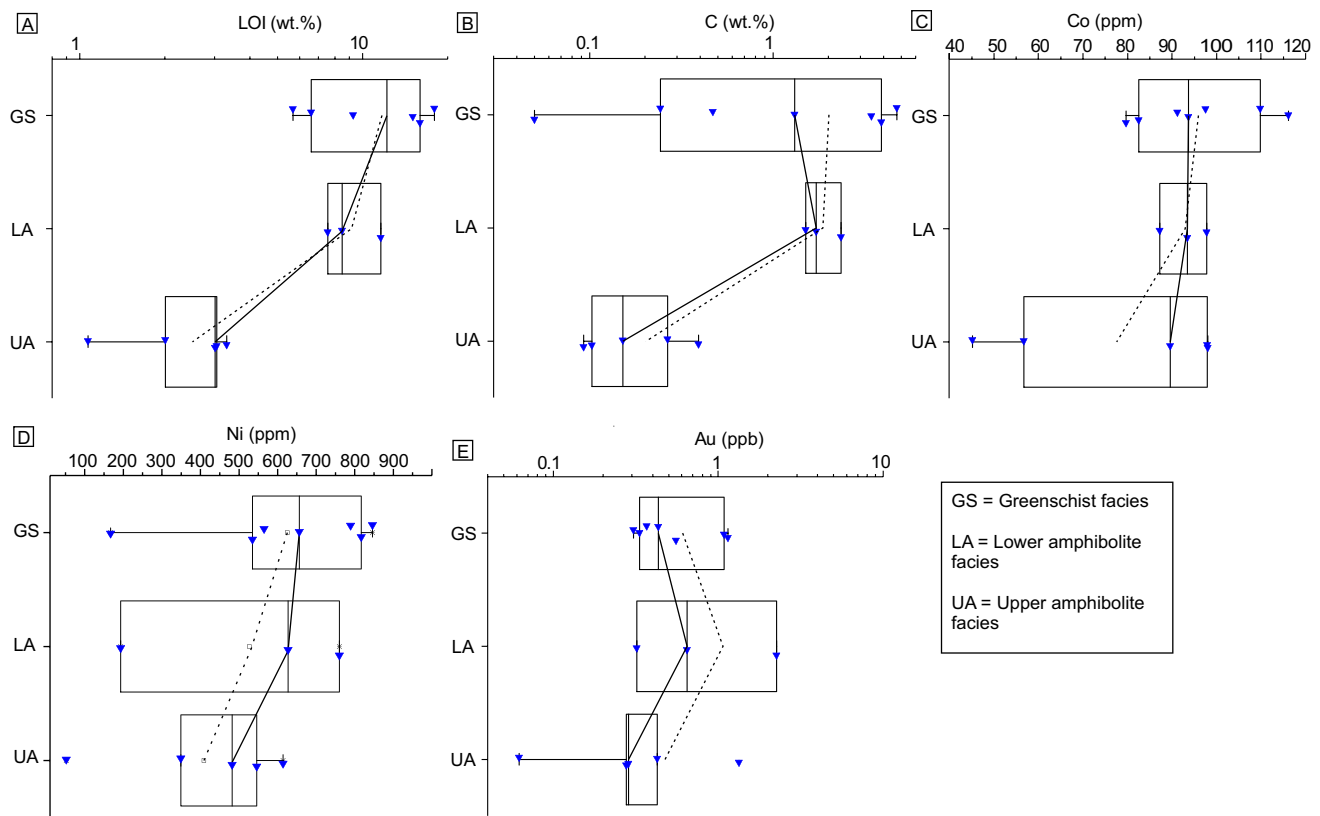 A
LOI (wt.%)
1 10
GS
LA
UA
B
C (wt.%)
0.1 1
GS
LA
UA
C
Co (ppm)
40 50 60 70 80 90 100 110 120
GS
LA
UA
D
Ni (ppm)
100 200 300 400 500 600 700 800 900
GS
LA
UA
E
Au (ppb)
0.1 1 10
GS
LA
UA
GS = Greenschist facies
LA = Lower amphibolite
facies
UA = Upper amphibolite
facies